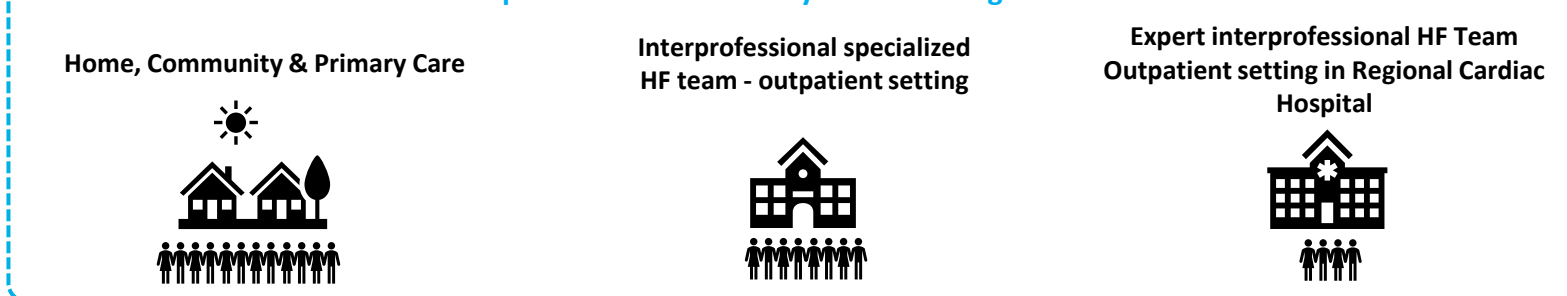 Home, Community & Primary Care
Interprofessional specialized
HF team - outpatient setting
Expert interprofessional HF Team
Outpatient setting in Regional Cardiac
Hospital